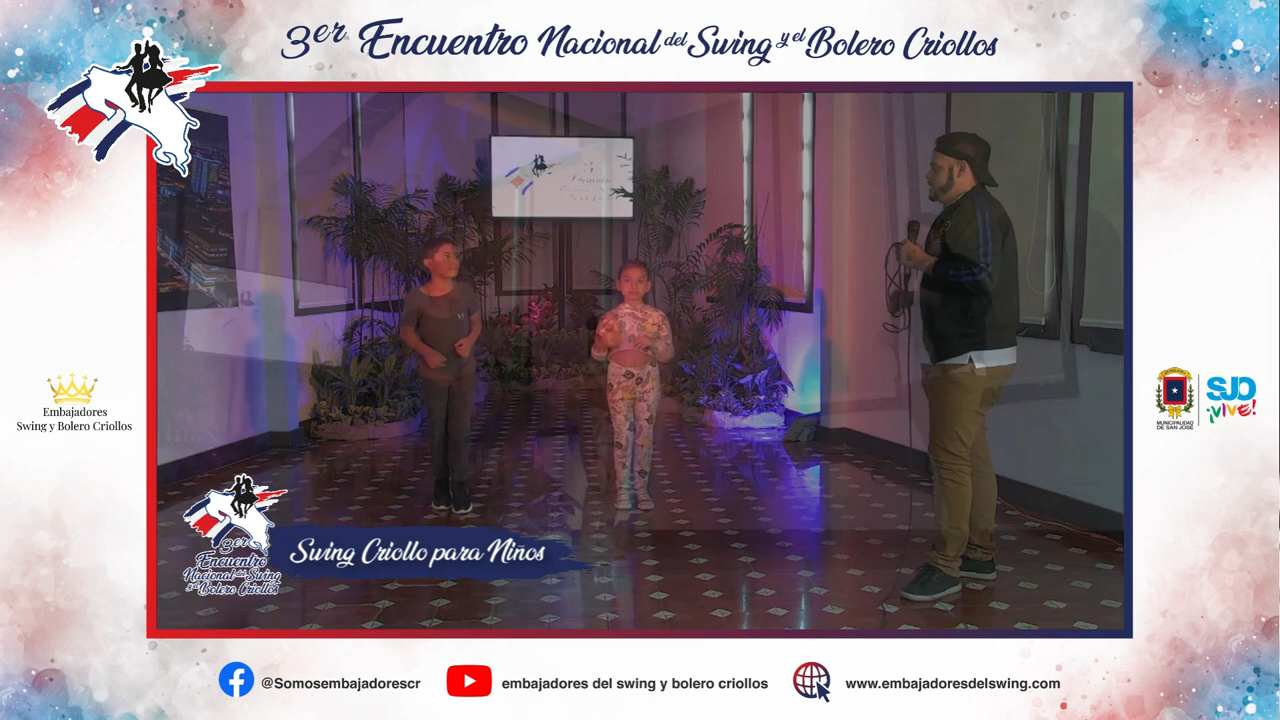 3er Encuentro Nacional del Swing y el Bolero Criollos
Embajadores
Swing y Bolero Criollos
MUNICIPALIDAD
DE SAN JOSÉ
SJO
¡VIVE!
3er
Encuentro
Nacional del Swing
y el Bolero Criollos
Swing Criollo para Niños
@Somosembajadorescr
embajadores del swing y bolero criollos
www.embajadoresdelswing.com